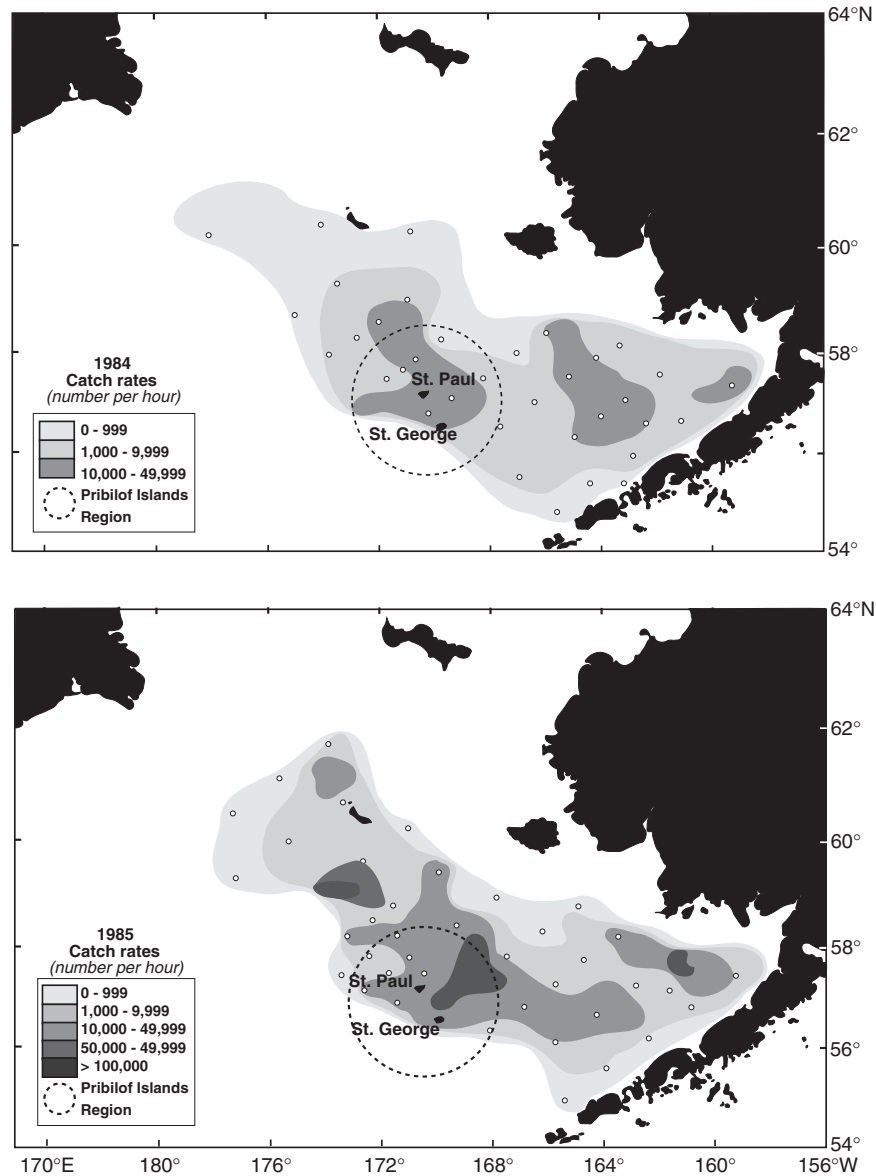 64°N
62°
60°
58°
54°
1984
Catch rates
(number per hour)
0 - 999
1,000 - 9,999
10,000 - 49,999
Pribilof Islands
Region
St. Paul
St. George
64°N
62°
60°
58°
56°
54°
1985
Catch rates
(number per hour)
0 - 999
1,000 - 9,999
10,000 - 49,999
50,000 - 49,999
> 100,000
Pribilof Islands
Region
St. Paul
St. George
170°E 180° 176° 172° 168° 164° 160° 156°W